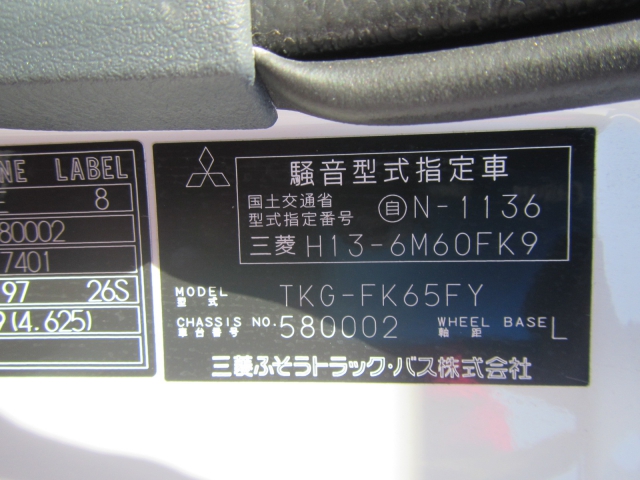 NE LABEL
8
80002
7401
97 26S
9(4.625)
騒音型式指定車
国土交通省
型式指定番号 自N-1136
三菱 H13-6M60FK9
MODEL
型式 TKG-FK65FY
CHASSIS NO.
車台番号 580002 WHEEL BASE
軸距 L
三菱ふそうトラック・バス株式会社